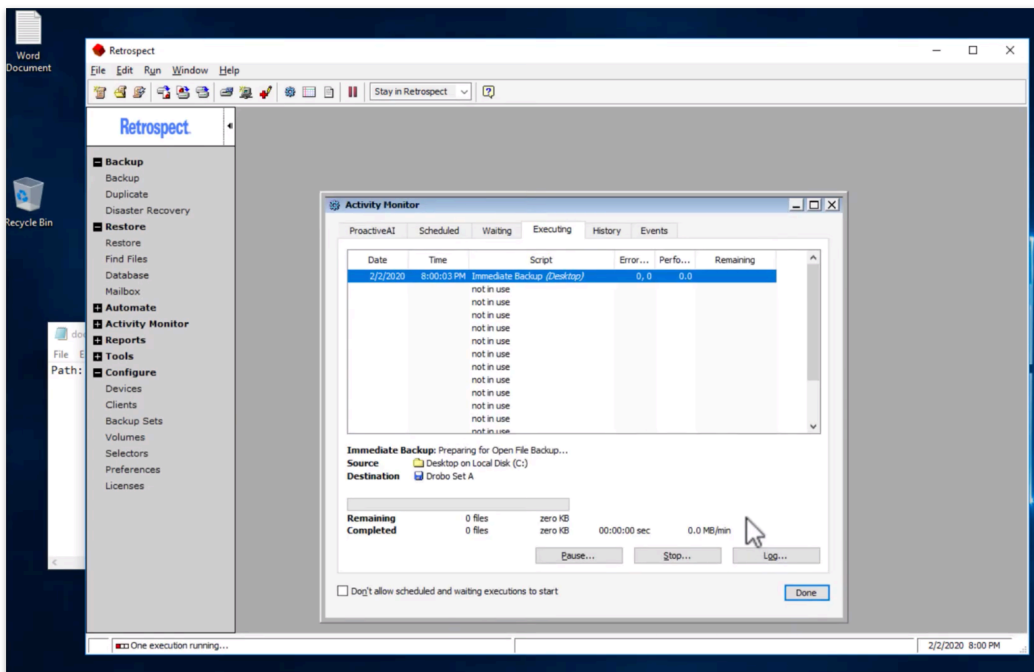 Word
Document
Recycle Bin
Retrospect
File Edit Run Window Help
Stay in Retrospect
Retrospect
Backup
Backup
Duplicate
Disaster Recovery
Restore
Restore
Find Files
Database
Mailbox
Automate
Activity Monitor
Reports
Tools
Configure
Devices
Clients
Backup Sets
Volumes
Selectors
Preferences
Licenses
File
Path:
Activity Monitor
ProactiveAI Scheduled Waiting Executing History Events
Date Time Script Error... Perfo... Remaining
2/2/2020 8:00:03 PM Immediate Backup (Desktop) 0, 0 0.0
not in use
not in use
not in use
not in use
not in use
not in use
not in use
not in use
not in use
not in use
not in use
not in use
Immediate Backup: Preparing for Open File Backup...
Source Desktop on Local Disk (C:)
Destination Drobo Set A
Remaining 0 files zero KB
Completed 0 files zero KB 00:00:00 sec 0.0 MB/min
Pause... Stop... Log...
Don't allow scheduled and waiting executions to start
Done
One execution running...
2/2/2020 8:00 PM